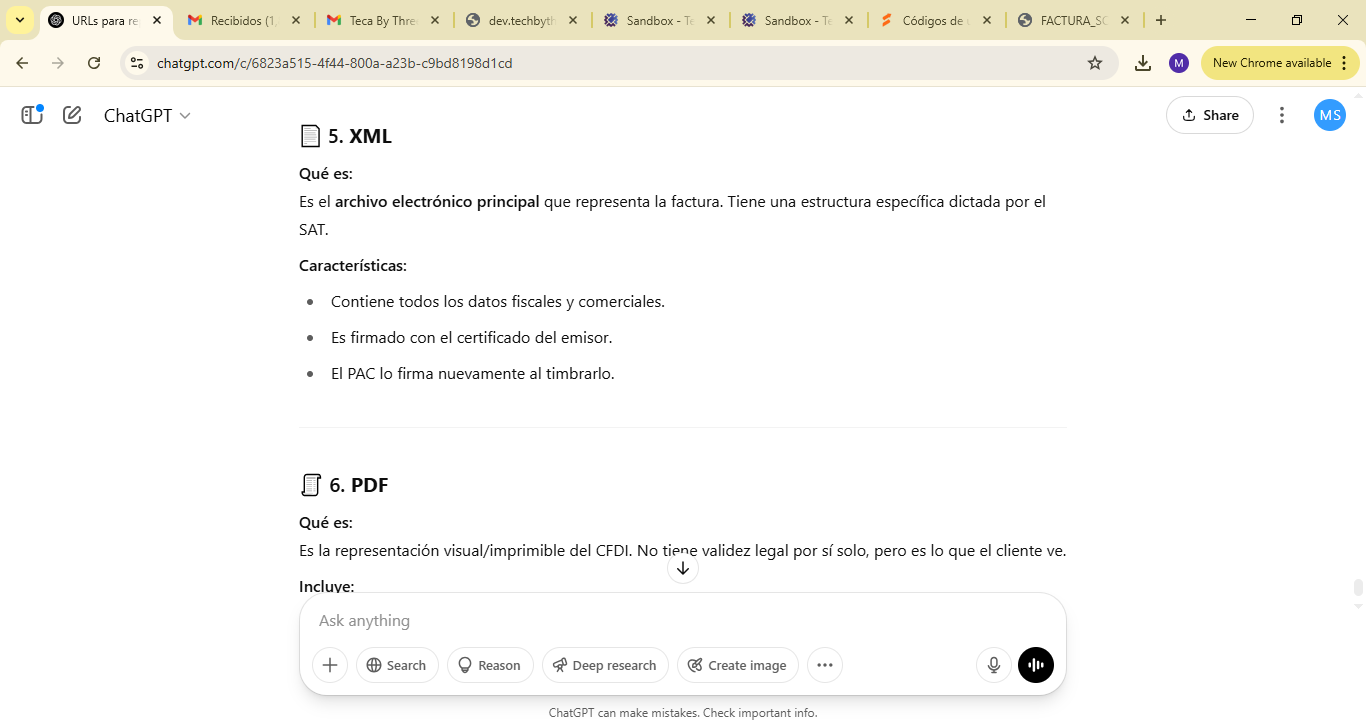 URLs para re
Recibidos (1,
Teca By Thre
dev.techbyth
Sandbox - Te
Sandbox - Te
Códigos de u
FACTURA_SC
chatgpt.com/c/6823a515-4f44-800a-a23b-c9bd8198d1cd
M
New Chrome available
ChatGPT
Share
MS
5. XML
Qué es:
Es el archivo electrónico principal que representa la factura. Tiene una estructura específica dictada por el
SAT.
Características:
Contiene todos los datos fiscales y comerciales.
Es firmado con el certificado del emisor.
El PAC lo firma nuevamente al timbrarlo.
6. PDF
Qué es:
Es la representación visual/imprimible del CFDI. No tiene validez legal por sí solo, pero es lo que el cliente ve.
Incluye:
Ask anything
Search
Reason
Deep research
Create image
ChatGPT can make mistakes. Check important info.